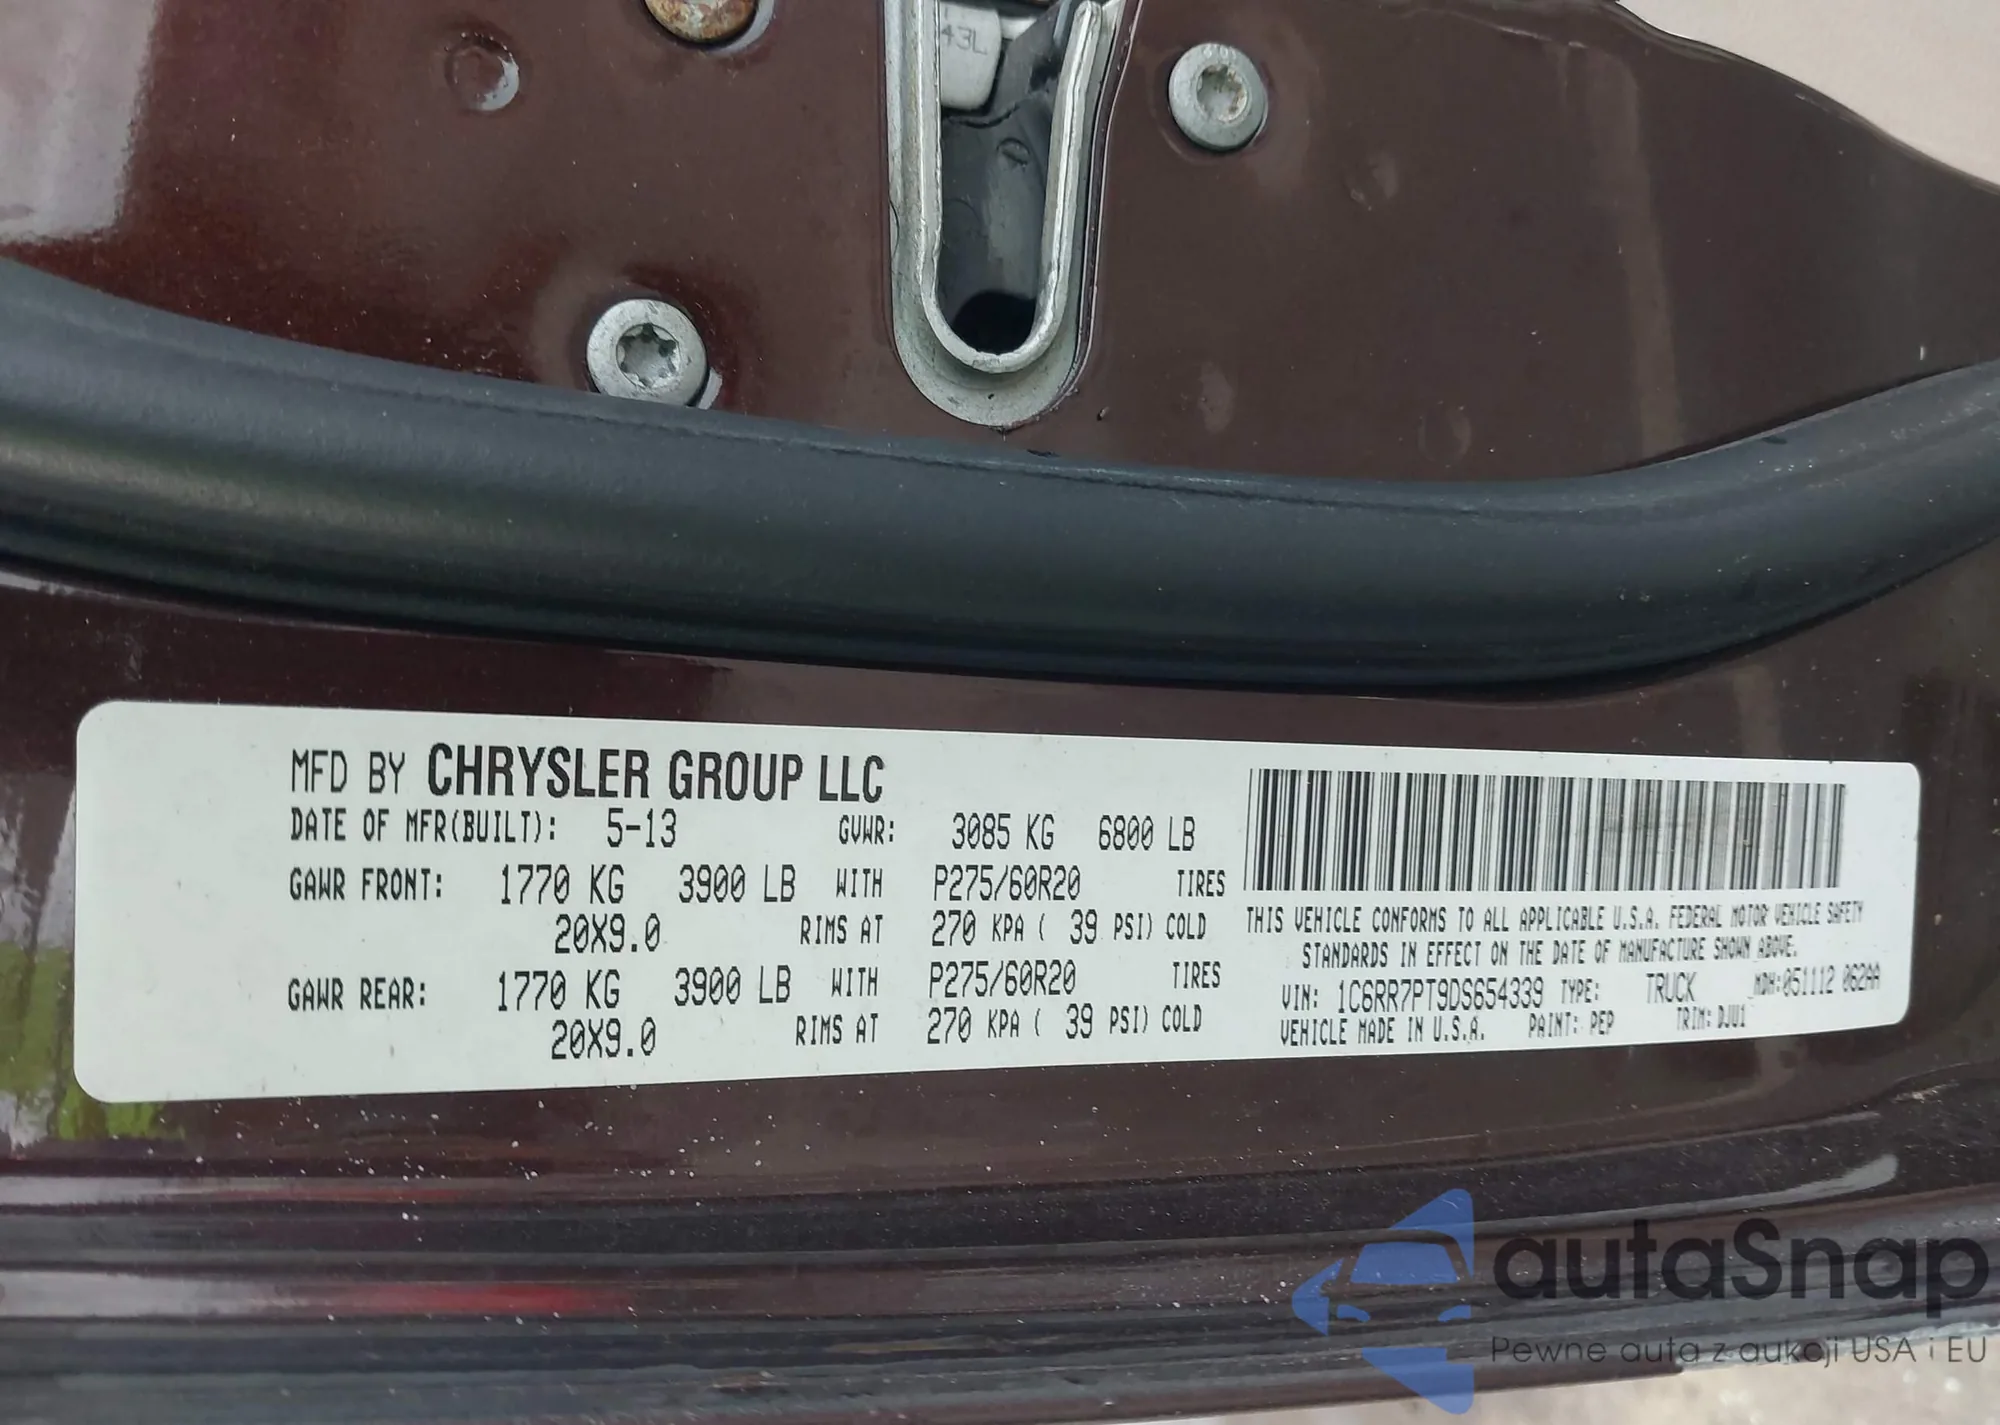 43L
MFD BY CHRYSLER GROUP LLC
DATE OF MFR(BUILT): 5-13 GVWR: 3085 KG 6800 LB
GAWR FRONT: 1770 KG 3900 LB WITH P275/60R20 TIRES
20X9.0 RIMS AT 270 KPA ( 39 PSI) COLD
GAWR REAR: 1770 KG 3900 LB WITH P275/60R20 TIRES
20X9.0 RIMS AT 270 KPA ( 39 PSI) COLD
THIS VEHICLE CONFORMS TO ALL APPLICABLE U.S.A. FEDERAL MOTOR VEHICLE SAFETY
STANDARDS IN EFFECT ON THE DATE OF MANUFACTURE SHOWN ABOVE.
VIN: 1C6RR7PT9DS654339 TYPE: TRUCK MDH:051112 062AA
VEHICLE MADE IN U.S.A. PAINT: PEP TRIM: DJU1
autaSnap
Pewne auta z aukcji USA i EU